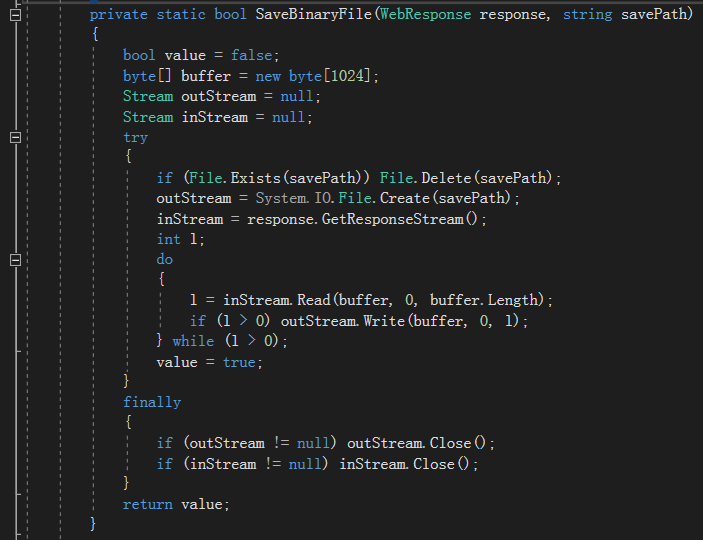 private static bool SaveBinaryFile(WebResponse response, string savePath)
{
bool value = false;
byte[] buffer = new byte[1024];
Stream outStream = null;
Stream inStream = null;
try
{
if (File.Exists(savePath)) File.Delete(savePath);
outStream = System.IO.File.Create(savePath);
inStream = response.GetResponseStream();
int l;
do
{
l = inStream.Read(buffer, 0, buffer.Length);
if (l > 0) outStream.Write(buffer, 0, l);
} while (l > 0);
value = true;
}
finally
{
if (outStream != null) outStream.Close();
if (inStream != null) inStream.Close();
}
return value;
}